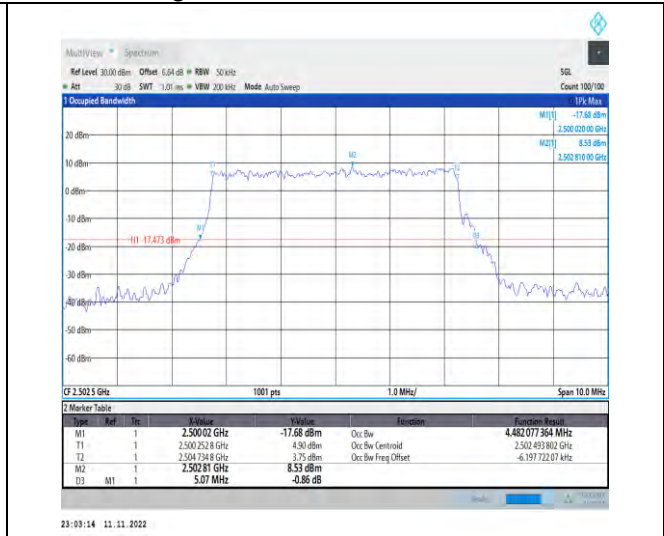 MultiView Spectrum
Ref Level 30.00 dBm Offset 6.64 dB RBW 50 kHz SGL
Att 30 dB SWT 1.01 ms VBW 200 kHz Mode Auto Sweep Count 100/100
1 Occupied Bandwidth 1Pk Max
M1[1] -17.68 dBm
2.500 020 00 GHz
20 dBm M2[1] 8.53 dBm
2.502 810 00 GHz
M2
10 dBm T1 T2
0 dBm
-10 dBm
M1
H1 -17.473 dBm D3
-20 dBm
-30 dBm
-40 dBm
-50 dBm
-60 dBm
CF 2.502 5 GHz 1001 pts 1.0 MHz/ Span 10.0 MHz
2 Marker Table
Type Ref Trc X-Value Y-Value Function Function Result
M1 1 2.500 02 GHz -17.68 dBm Occ Bw 4.482 077 364 MHz
T1 1 2.500 252 8 GHz 4.90 dBm Occ Bw Centroid 2.502 493 802 GHz
T2 1 2.504 734 8 GHz 3.75 dBm Occ Bw Freq Offset -6.197 722 07 kHz
M2 1 2.502 81 GHz 8.53 dBm
D3 M1 1 5.07 MHz -0.86 dB
23:03:14 11.11.2022